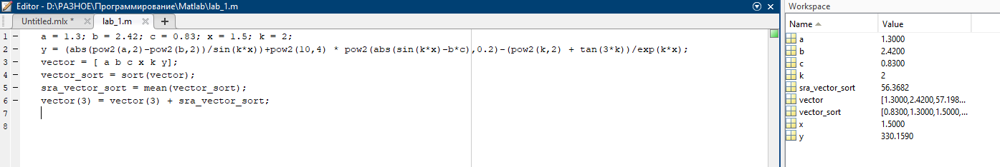 Editor - D:\РАЗНОЕ\Программирование\Matlab\lab_1.m
Untitled.mlx * lab_1.m
1 a = 1.3; b = 2.42; c = 0.83; x = 1.5; k = 2;
2 y = (abs(pow2(a,2)-pow2(b,2))/sin(k*x))+pow2(10,4) * pow2(abs(sin(k*x)-b*c),0.2)-(pow2(k,2) + tan(3*k))/exp(k*x);
3 vector = [ a b c x k y];
4 vector_sort = sort(vector);
5 sra_vector_sort = mean(vector_sort);
6 vector(3) = vector(3) + sra_vector_sort;
7
8
Workspace
Name Value
a 1.3000
b 2.4200
c 0.8300
k 2
sra_vector_sort 56.3682
vector [1.3000,2.4200,57.198...
vector_sort [0.8300,1.3000,1.5000,...
x 1.5000
y 330.1590